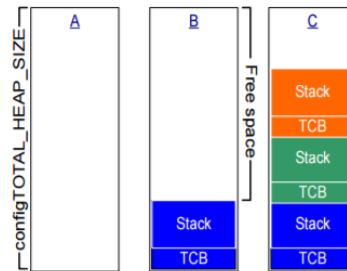 A
B
C
configTOTAL_HEAP_SIZE
Free space
Stack
TCB
Stack
TCB
Stack
TCB
Stack
TCB